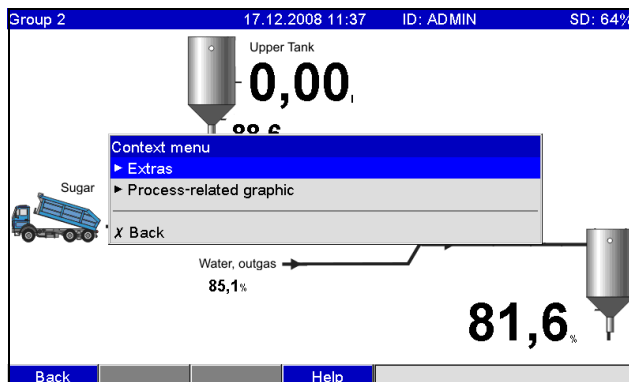 Group 2 17.12.2008 11:37 ID: ADMIN SD: 64%
Upper Tank
0,00
Context menu
► Extras
Sugar
► Process-related graphic
✗ Back
Water, outgas
85,1%
81,6%
Back Help